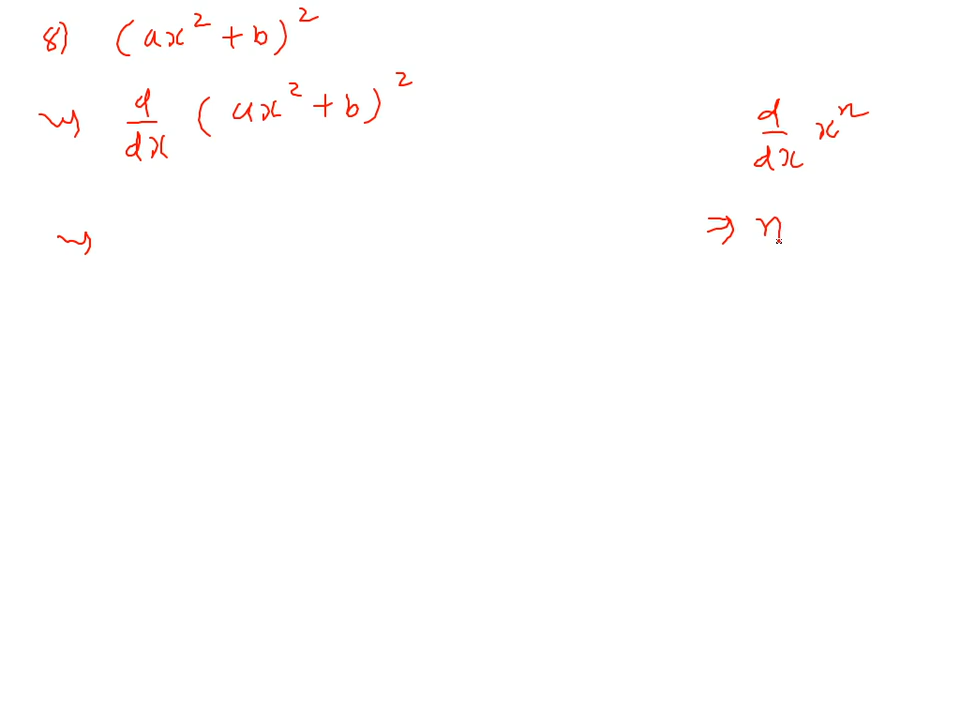 8) (ax² + b)²
⇝ d/dx (ax² + b)²
d/dx xⁿ
⇝
⇒ n